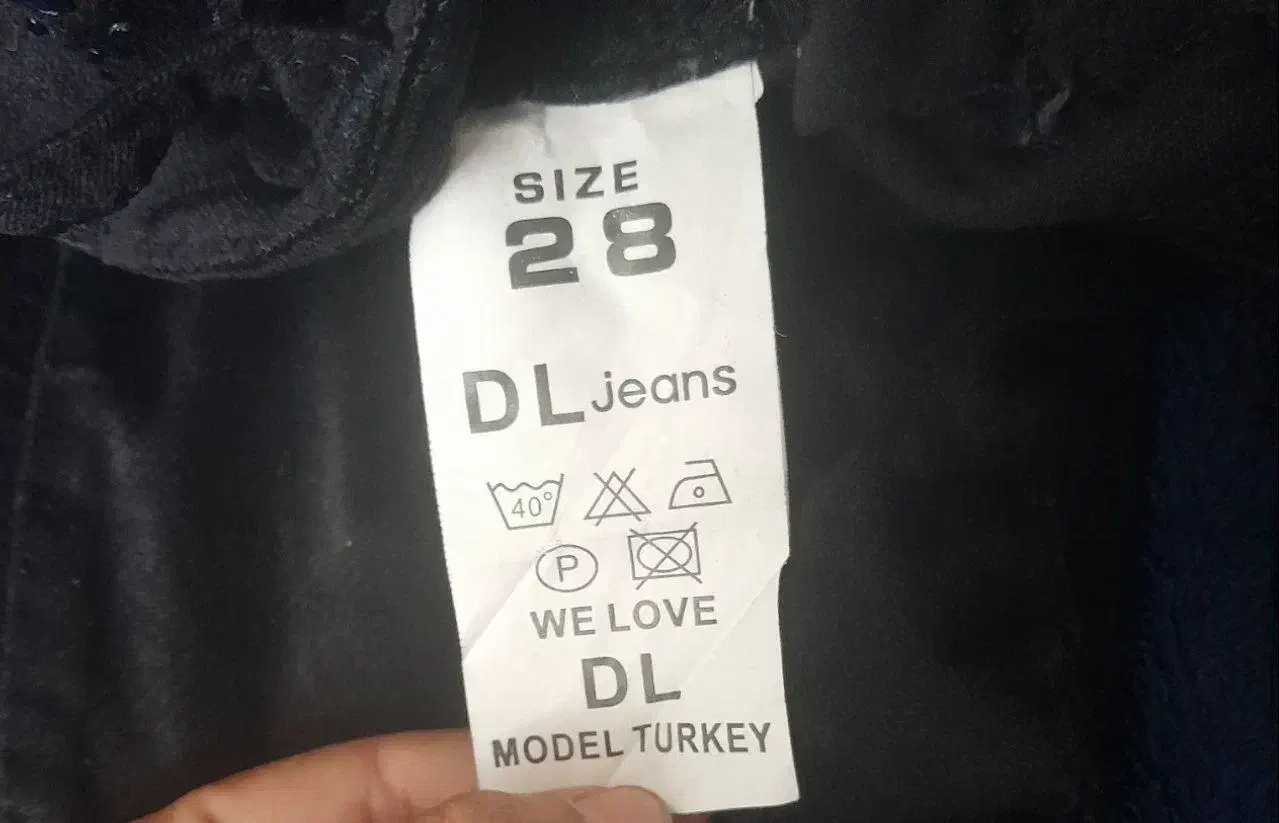 SIZE
28
DL jeans
40°
P
WE LOVE
DL
MODEL TURKEY